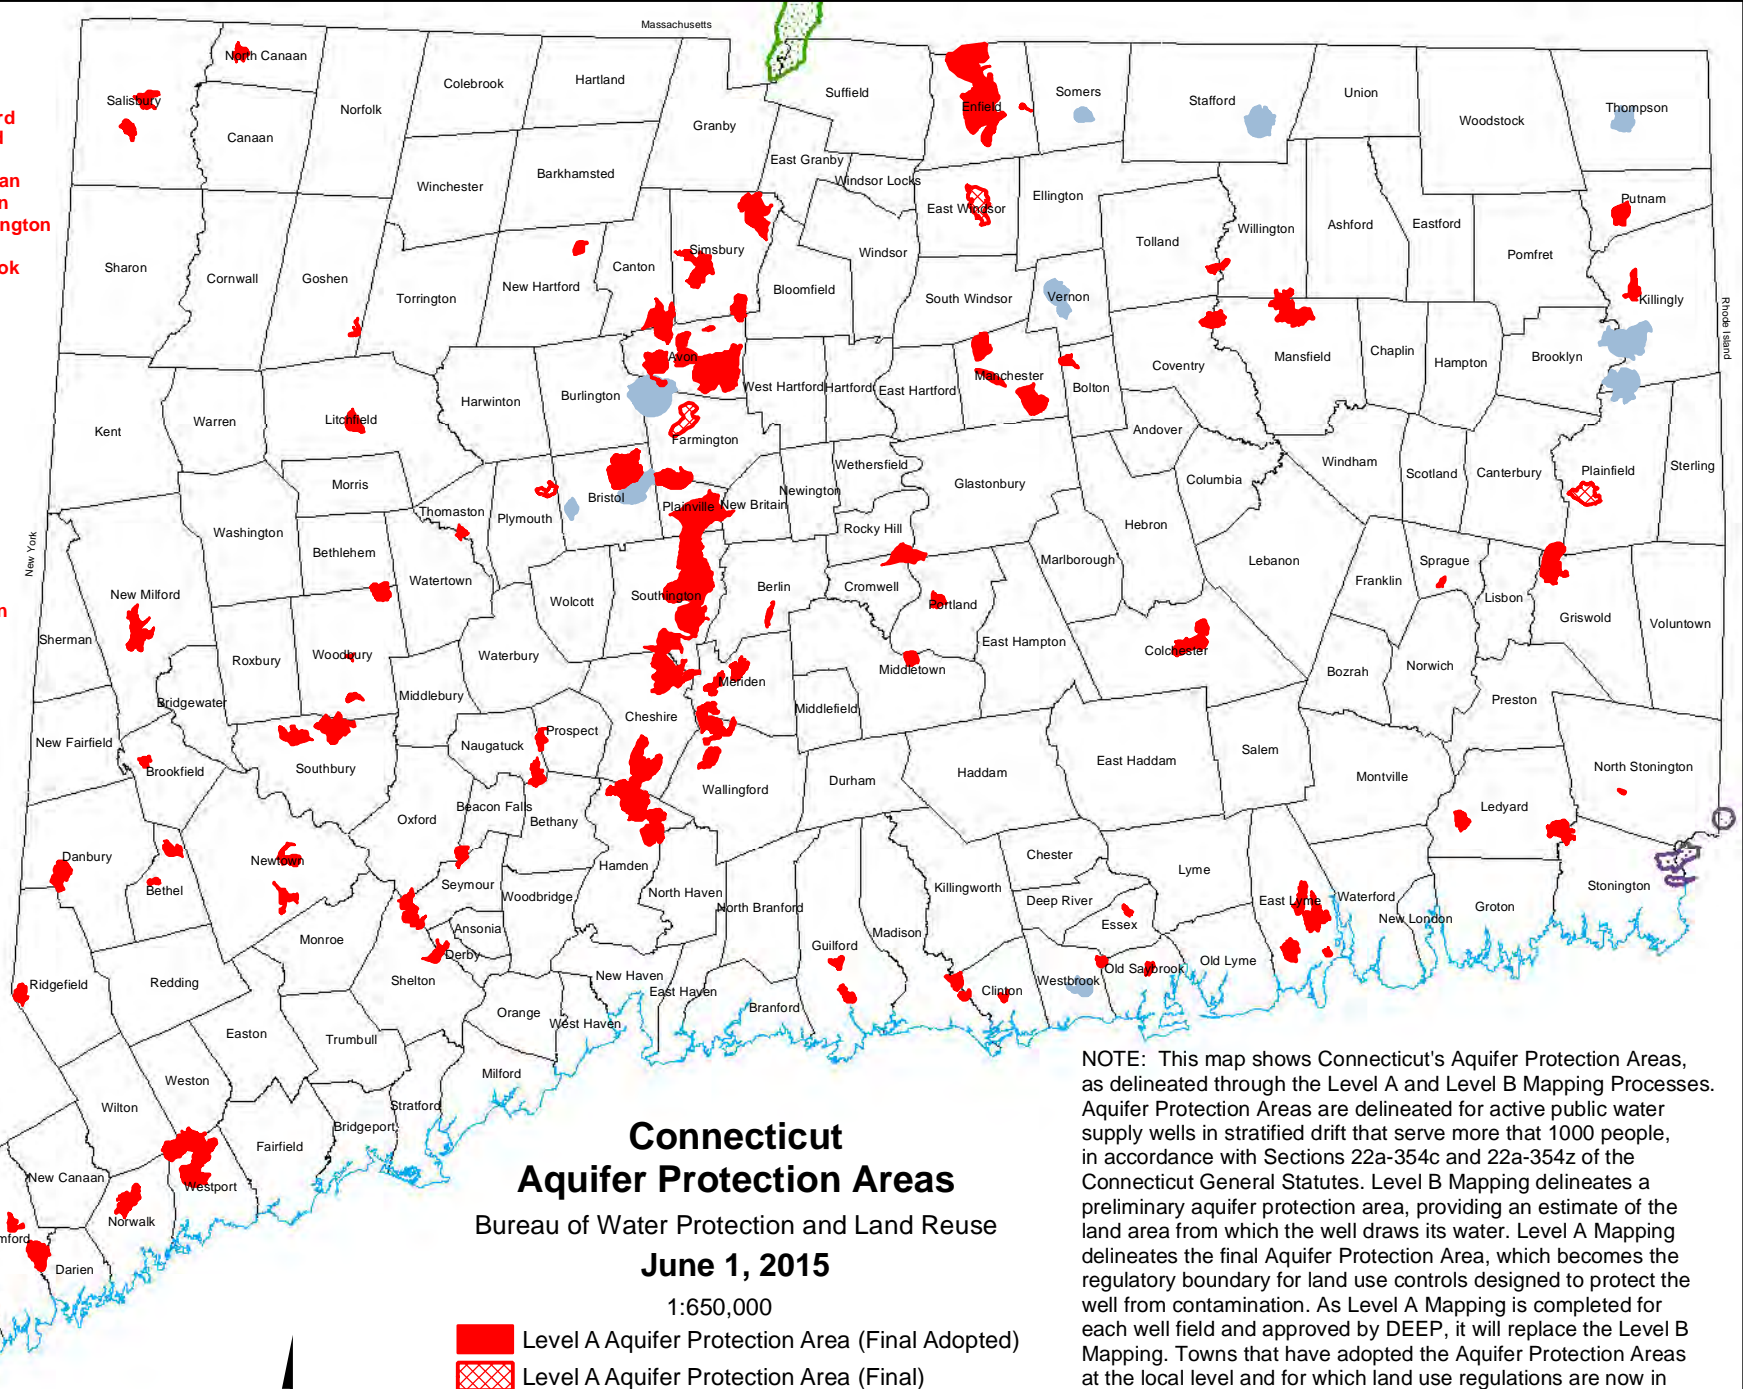 Massachusetts
North Canaan
Colebrook
Hartland
Suffield
Somers
Stafford
Union
Thompson
Salisbury
Norfolk
Enfield
Woodstock
Canaan
Granby
East Granby
Windsor Locks
Winchester
Barkhamsted
East Windsor
Ellington
Putnam
Willington
Ashford
Eastford
Tolland
Simsbury
Windsor
Pomfret
Sharon
Cornwall
Goshen
Canton
New Hartford
Torrington
Bloomfield
South Windsor
Vernon
Killingly
Rhode Island
Avon
Mansfield
Chaplin
Hampton
Brooklyn
Coventry
Manchester
Bolton
West Hartford
Hartford
East Hartford
Burlington
Harwinton
Kent
Warren
Litchfield
Farmington
Andover
Windham
Scotland
Canterbury
Plainfield
Sterling
Wethersfield
Morris
Columbia
Glastonbury
Newington
Bristol
Plainville
New Britain
Thomaston
Plymouth
Rocky Hill
Hebron
Washington
New York
Bethlehem
Marlborough
Lebanon
Sprague
Franklin
Watertown
Berlin
Cromwell
New Milford
Wolcott
Southington
Portland
Lisbon
Griswold
Voluntown
Sherman
East Hampton
Colchester
Roxbury
Woodbury
Waterbury
Middletown
Bozrah
Norwich
Meriden
Middlebury
Bridgewater
Middlefield
Preston
Cheshire
New Fairfield
Naugatuck
Prospect
Salem
East Haddam
Brookfield
Southbury
Haddam
Durham
Wallingford
Montville
North Stonington
Oxford
Beacon Falls
Bethany
Ledyard
Danbury
Newtown
Chester
Hamden
Lyme
Bethel
Seymour
Woodbridge
North Haven
Killingworth
Deep River
East Lyme
Waterford
Stonington
North Branford
New London
Groton
Essex
Ansonia
Madison
Monroe
Guilford
Derby
Old Saybrook
Old Lyme
Ridgefield
Redding
Shelton
New Haven
East Haven
Clinton
Westbrook
Branford
Orange
West Haven
Easton
Trumbull
Milford
Weston
Wilton
Stratford
Bridgeport
Fairfield
New Canaan
Westport
Norwalk
mford
Darien
rd
an
n
ngton
ok
n
Connecticut
Aquifer Protection Areas
Bureau of Water Protection and Land Reuse
June 1, 2015
1:650,000
Level A Aquifer Protection Area (Final Adopted)
Level A Aquifer Protection Area (Final)
NOTE: This map shows Connecticut's Aquifer Protection Areas,
as delineated through the Level A and Level B Mapping Processes.
Aquifer Protection Areas are delineated for active public water
supply wells in stratified drift that serve more that 1000 people,
in accordance with Sections 22a-354c and 22a-354z of the
Connecticut General Statutes. Level B Mapping delineates a
preliminary aquifer protection area, providing an estimate of the
land area from which the well draws its water. Level A Mapping
delineates the final Aquifer Protection Area, which becomes the
regulatory boundary for land use controls designed to protect the
well from contamination. As Level A Mapping is completed for
each well field and approved by DEEP, it will replace the Level B
Mapping. Towns that have adopted the Aquifer Protection Areas
at the local level and for which land use regulations are now in